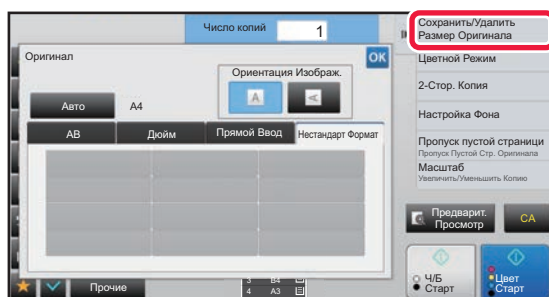 Число копий 1
Сохранить/Удалить
Размер Оригинала
Оригинал
OK
Ориентация Изображ.
A A
Авто A4
AB Дюйм Прямой Ввод Нестандарт Формат
Цветной Режим
2-Стор. Копия
Настройка Фона
Пропуск пустой страници
Пропуск Пустой Стр. Оригинала
Масштаб
Увеличить/Уменьшить Копию
Предварит.
Просмотр
CA
Ч/Б
Старт
Цвет
Старт
Прочие
3 B4
4 A3